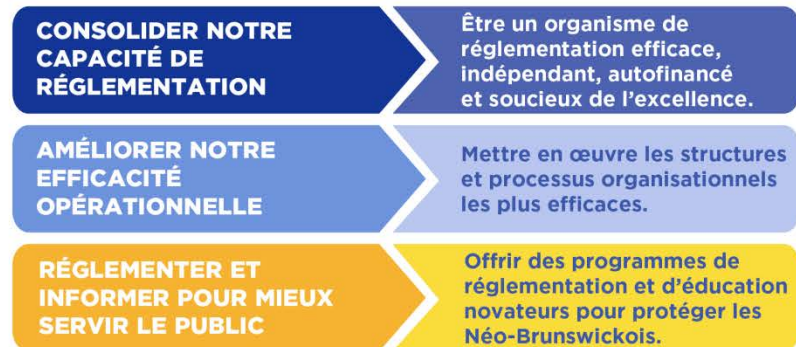 CONSOLIDER NOTRE
CAPACITÉ DE
RÉGLEMENTATION
Être un organisme de
réglementation efficace,
indépendant, autofinancé
et soucieux de l'excellence.
AMÉLIORER NOTRE
EFFICACITÉ
OPÉRATIONNELLE
Mettre en œuvre les structures
et processus organisationnels
les plus efficaces.
RÉGLEMENTER ET
INFORMER POUR MIEUX
SERVIR LE PUBLIC
Offrir des programmes de
réglementation et d'éducation
novateurs pour protéger les
Néo-Brunswickois.